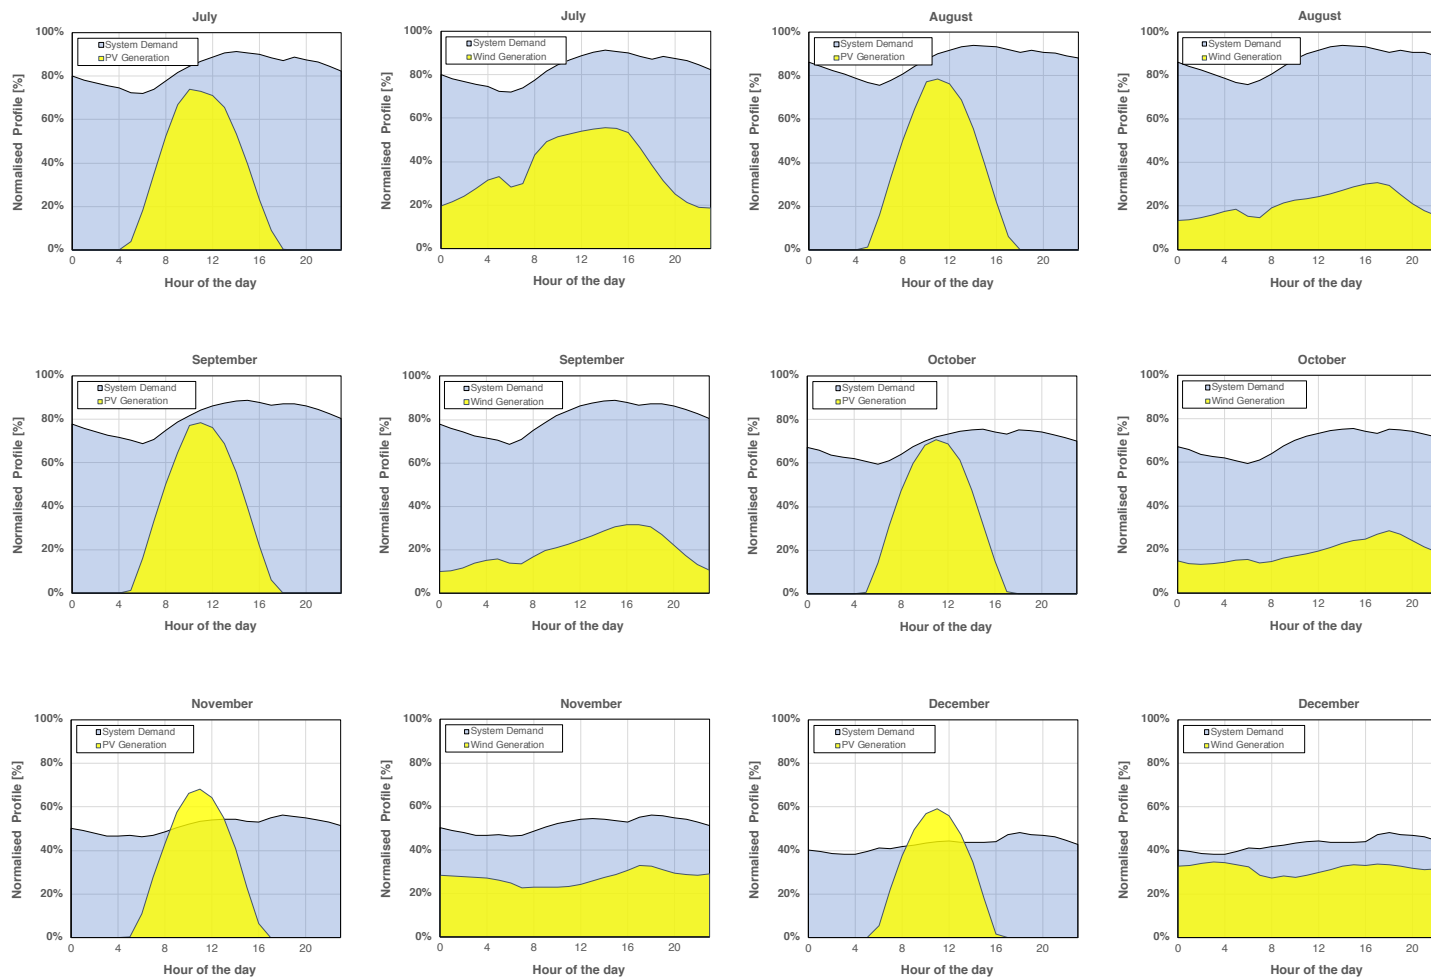 July
100%
80%
60%
40%
20%
0%
Normalised Profile [%]
System Demand
PV Generation
0 4 8 12 16 20
Hour of the day
July
100%
80%
60%
40%
20%
0%
Normalised Profile [%]
System Demand
Wind Generation
0 4 8 12 16 20
Hour of the day
August
100%
80%
60%
40%
20%
0%
Normalised Profile [%]
System Demand
PV Generation
0 4 8 12 16 20
Hour of the day
August
100%
80%
60%
40%
20%
0%
Normalised Profile [%]
System Demand
Wind Generation
0 4 8 12 16 20
Hour of the day
September
100%
80%
60%
40%
20%
0%
Normalised Profile [%]
System Demand
PV Generation
0 4 8 12 16 20
Hour of the day
September
100%
80%
60%
40%
20%
0%
Normalised Profile [%]
System Demand
Wind Generation
0 4 8 12 16 20
Hour of the day
October
100%
80%
60%
40%
20%
0%
Normalised Profile [%]
System Demand
PV Generation
0 4 8 12 16 20
Hour of the day
October
100%
80%
60%
40%
20%
0%
Normalised Profile [%]
System Demand
Wind Generation
0 4 8 12 16 20
Hour of the day
November
100%
80%
60%
40%
20%
0%
Normalised Profile [%]
System Demand
PV Generation
0 4 8 12 16 20
Hour of the day
November
100%
80%
60%
40%
20%
0%
Normalised Profile [%]
System Demand
Wind Generation
0 4 8 12 16 20
Hour of the day
December
100%
80%
60%
40%
20%
0%
Normalised Profile [%]
System Demand
PV Generation
0 4 8 12 16 20
Hour of the day
December
100%
80%
60%
40%
20%
0%
Normalised Profile [%]
System Demand
Wind Generation
0 4 8 12 16 20
Hour of the day